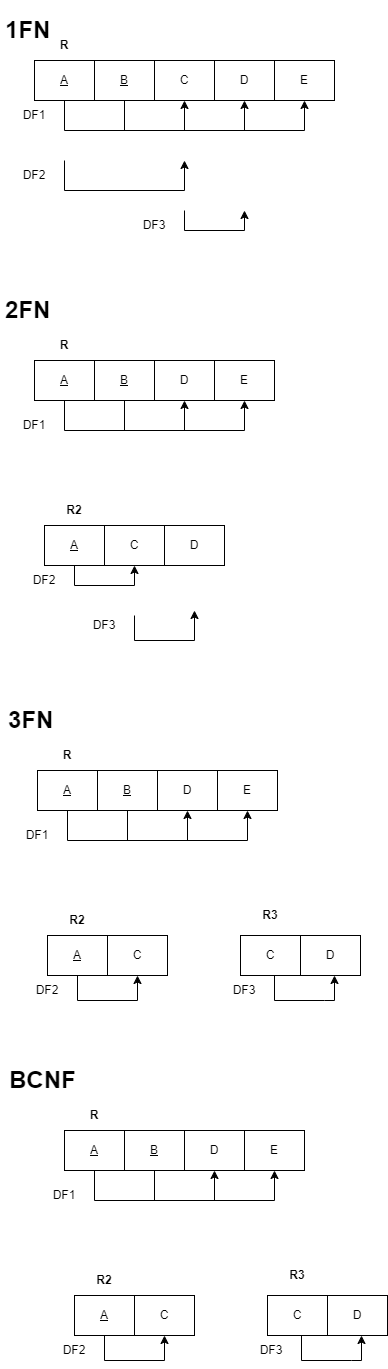 1FN
R
A B C D E
DF1
DF2
DF3
2FN
R
A B D E
DF1
R2
A C D
DF2
DF3
3FN
R
A B D E
DF1
R2 R3
A C C D
DF2 DF3
BCNF
R
A B D E
DF1
R2 R3
A C C D
DF2 DF3